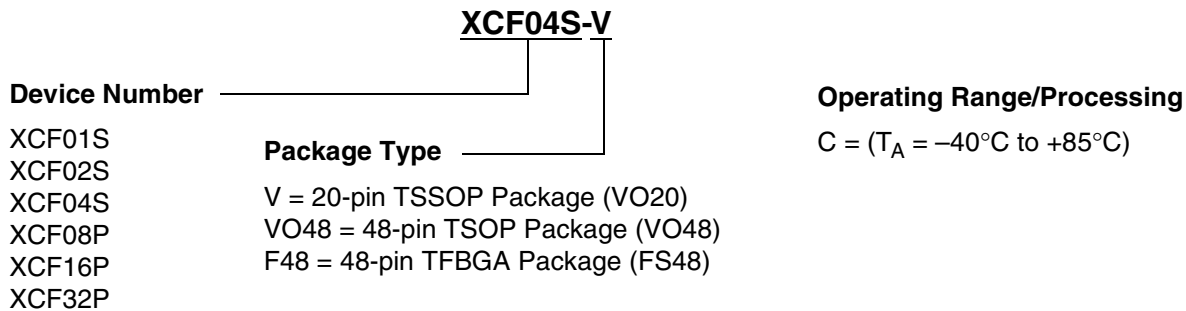 XCF04S-V
Device Number
XCF01S
XCF02S
XCF04S
XCF08P
XCF16P
XCF32P
Package Type
V = 20-pin TSSOP Package (VO20)
VO48 = 48-pin TSOP Package (VO48)
F48 = 48-pin TFBGA Package (FS48)
Operating Range/Processing
C = (TA = –40°C to +85°C)